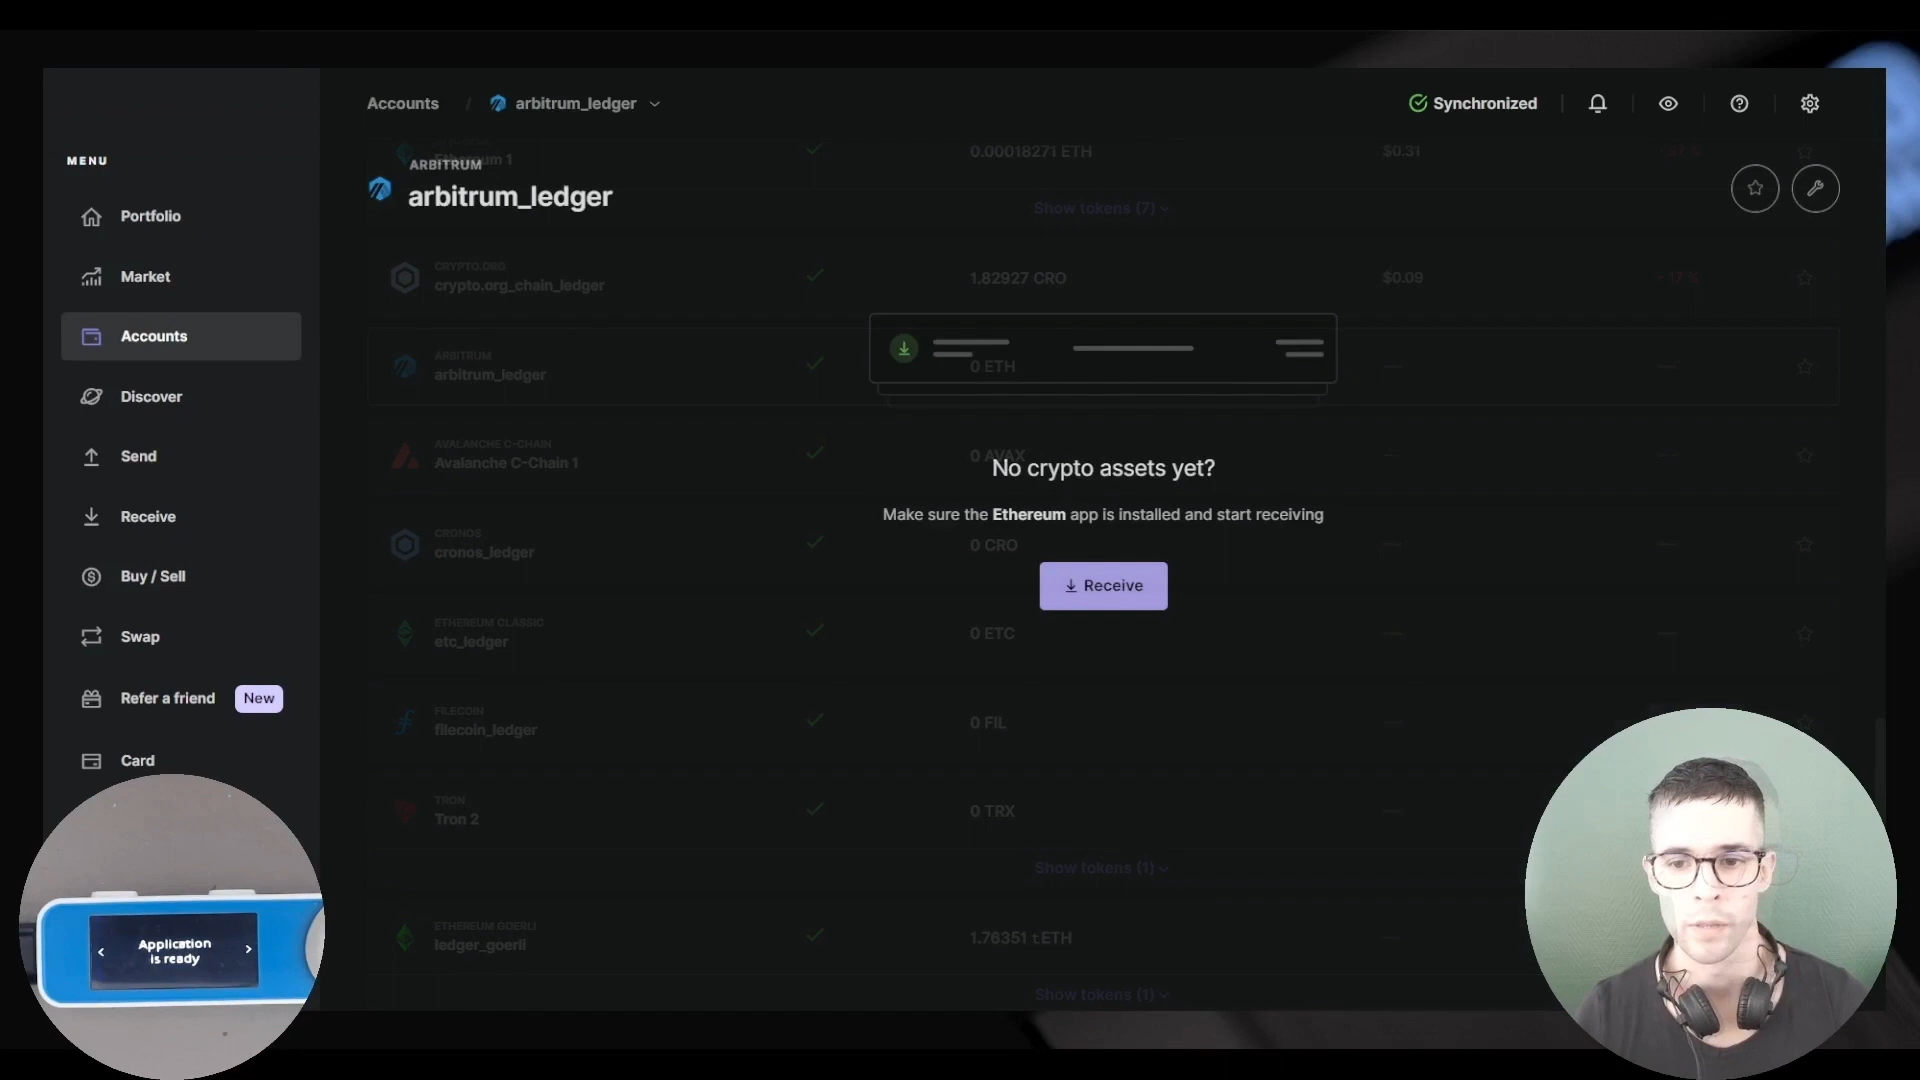 Accounts / arbitrum_ledger
Synchronized
MENU
Portfolio
Market
Accounts
Discover
Send
Receive
Buy / Sell
Swap
Refer a friend New
Card
ARBITRUM
arbitrum_ledger
0.00018271 ETH $0.31
Show tokens (7)
CRYPTO.ORG
crypto.org_chain_ledger
1.82927 CRO $0.09 - 17 %
ARBITRUM
arbitrum_ledger
0 ETH
AVALANCHE C-CHAIN
Avalanche C-Chain 1
0 AVAX
No crypto assets yet?
Make sure the Ethereum app is installed and start receiving
Receive
CRONOS
cronos_ledger
0 CRO
ETHEREUM CLASSIC
etc_ledger
0 ETC
FILECOIN
filecoin_ledger
0 FIL
TRON
Tron 2
0 TRX
Show tokens (1)
ETHEREUM GOERLI
ledger_goerli
1.76351 tETH
Show tokens (1)
Application
is ready